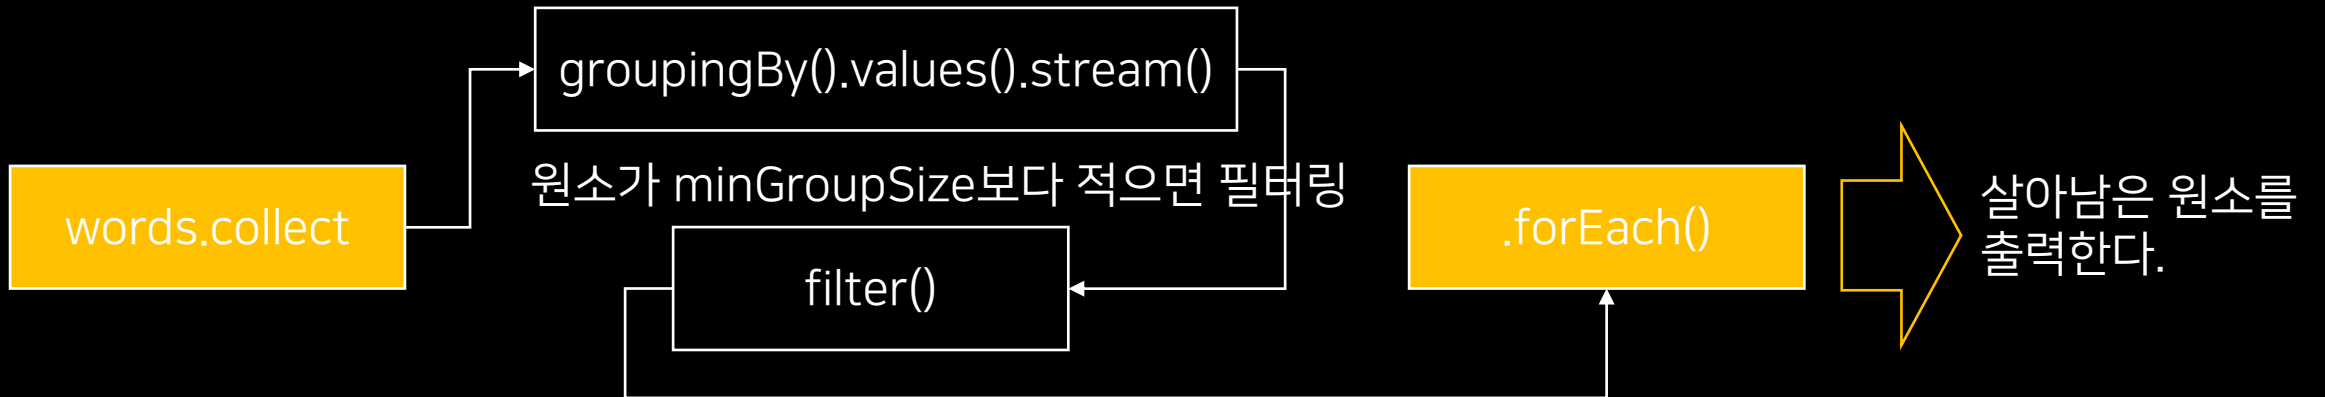 words.collect
groupingBy().values().stream()
원소가 minGroupSize보다 적으면 필터링
filter()
.forEach()
살아남은 원소를
출력한다.